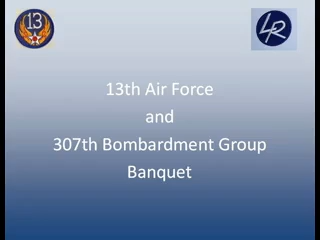 13
LR
13th Air Force
and
307th Bombardment Group
Banquet